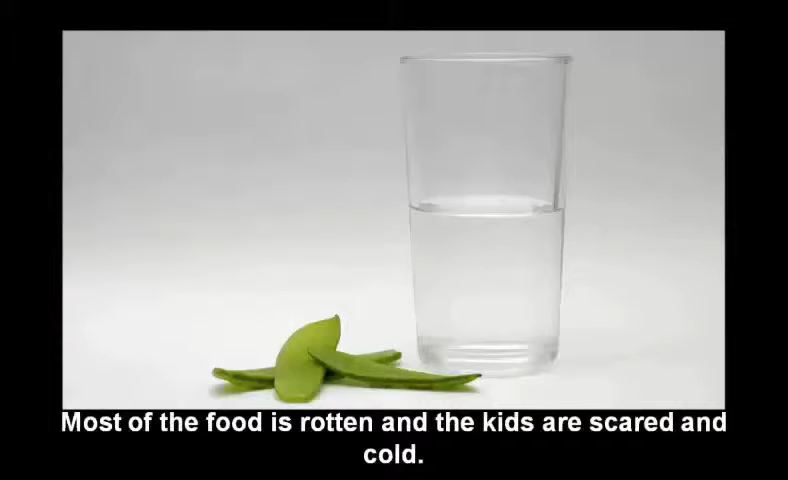 Most of the food is rotten and the kids are scared and
cold.